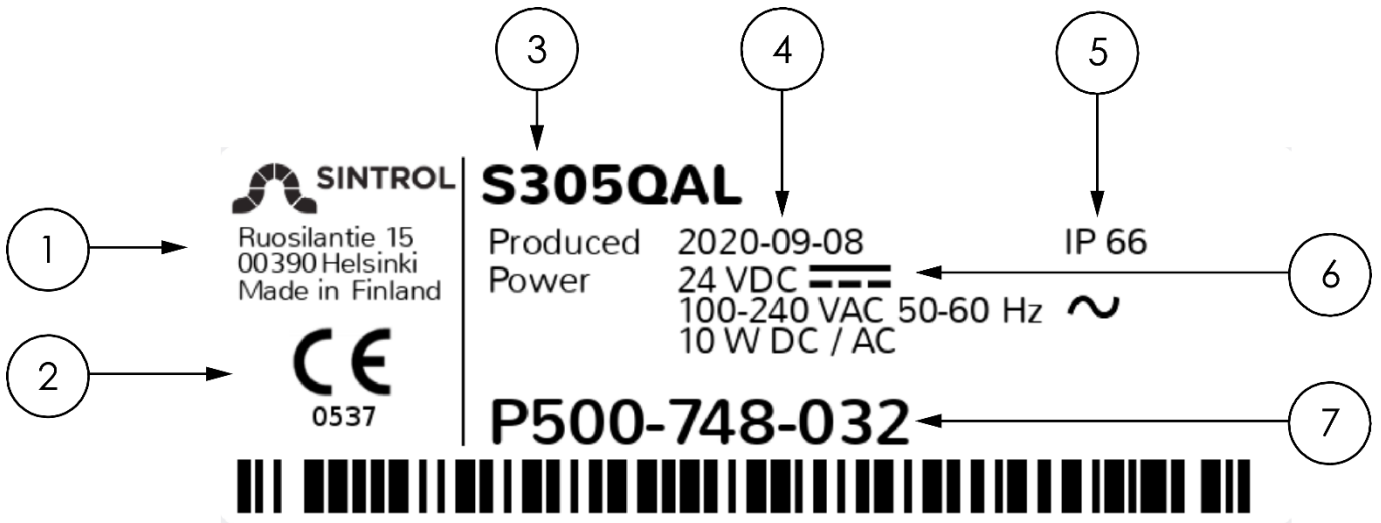 3
4
5
1
2
6
7
SINTROL
Ruosilantie 15
00390 Helsinki
Made in Finland
CE
0537
S305QAL
Produced 2020-09-08 IP 66
Power 24 VDC
100-240 VAC 50-60 Hz
10 W DC / AC
P500-748-032